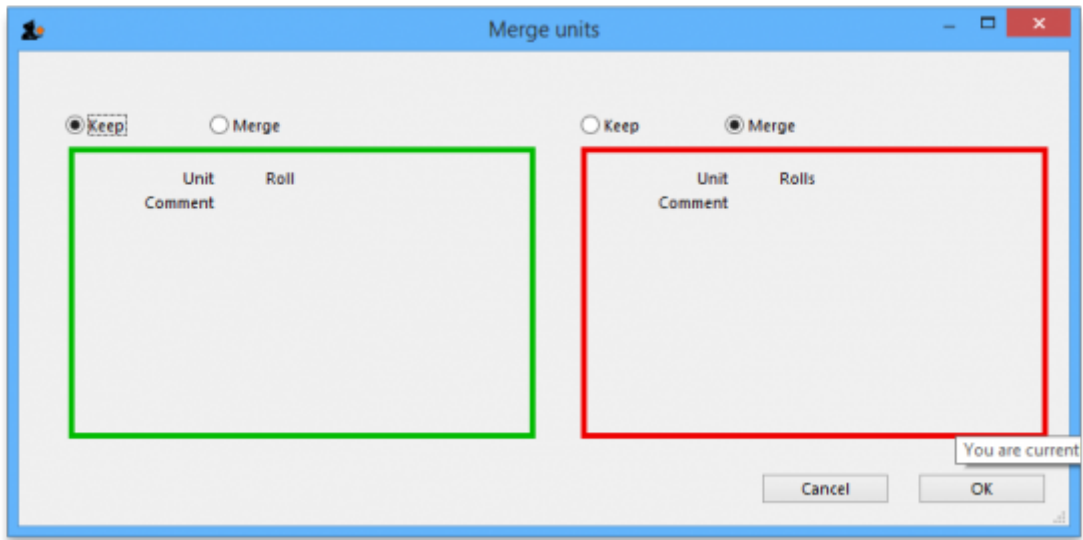 Merge units
Keep Merge Keep Merge
Unit Roll
Comment
Unit Rolls
Comment
You are current
Cancel OK